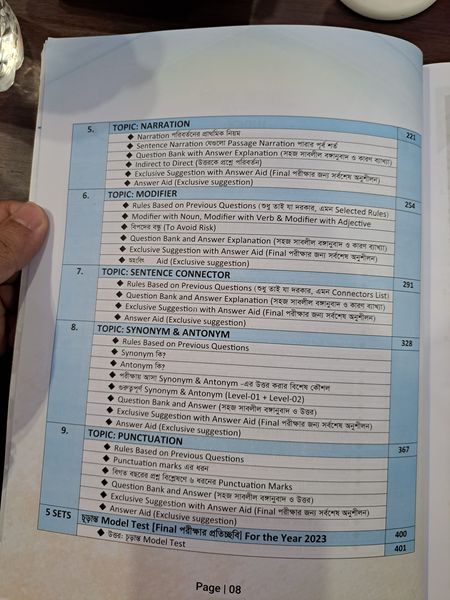 5. TOPIC: NARRATION 221
◆ Narration পরিবর্তনের প্রাথমিক নিয়ম
◆ Sentence Narration যেগুলো Passage Narration পারার পূর্ব শর্ত
◆ Question Bank with Answer Explanation (সহজ সাবলীল বঙ্গানুবাদ ও কারণ ব্যাখ্যা)
◆ Indirect to Direct (উত্তরকে প্রশ্নে পরিবর্তন)
◆ Exclusive Suggestion with Answer Aid (Final পরীক্ষার জন্য সর্বশেষ অনুশীলন)
◆ Answer Aid (Exclusive suggestion)
6. TOPIC: MODIFIER 254
◆ Rules Based on Previous Questions (শুধু তাই যা দরকার, এমন Selected Rules)
◆ Modifier with Noun, Modifier with Verb & Modifier with Adjective
◆ বিপদের বন্ধু (To Avoid Risk)
◆ Question Bank and Answer Explanation (সহজ সাবলীল বঙ্গানুবাদ ও কারণ ব্যাখ্যা)
◆ Exclusive Suggestion with Answer Aid (Final পরীক্ষার জন্য সর্বশেষ অনুশীলন)
◆ Aid (Exclusive suggestion)
7. TOPIC: SENTENCE CONNECTOR 291
◆ Rules Based on Previous Questions (শুধু তাই যা দরকার, এমন Connectors List)
◆ Question Bank and Answer Explanation (সহজ সাবলীল বঙ্গানুবাদ ও কারণ ব্যাখ্যা)
◆ Exclusive Suggestion with Answer Aid (Final পরীক্ষার জন্য সর্বশেষ অনুশীলন)
◆ Answer Aid (Exclusive suggestion)
8. TOPIC: SYNONYM & ANTONYM 328
◆ Rules Based on Previous Questions
◆ Synonym কি?
◆ Antonym কি?
◆ পরীক্ষায় আসা Synonym & Antonym -এর উত্তর করার বিশেষ কৌশল
◆ গুরুত্বপূর্ণ Synonym & Antonym (Level-01 + Level-02)
◆ Question Bank and Answer (সহজ সাবলীল বঙ্গানুবাদ ও উত্তর)
◆ Exclusive Suggestion with Answer Aid (Final পরীক্ষার জন্য সর্বশেষ অনুশীলন)
◆ Answer Aid (Exclusive suggestion)
9. TOPIC: PUNCTUATION 367
◆ Rules Based on Previous Questions
◆ Punctuation marks এর ধরন
◆ বিগত বছরের প্রশ্ন বিশ্লেষণে ৬ ধরনের Punctuation Marks
◆ Question Bank and Answer (সহজ সাবলীল বঙ্গানুবাদ ও উত্তর)
◆ Exclusive Suggestion with Answer Aid (Final পরীক্ষার জন্য সর্বশেষ অনুশীলন)
◆ Answer Aid (Exclusive suggestion)
5 SETS চূড়ান্ত Model Test [Final পরীক্ষার প্রতিচ্ছবি] For the Year 2023 400
◆ উত্তর: চূড়ান্ত Model Test 401
Page | 08